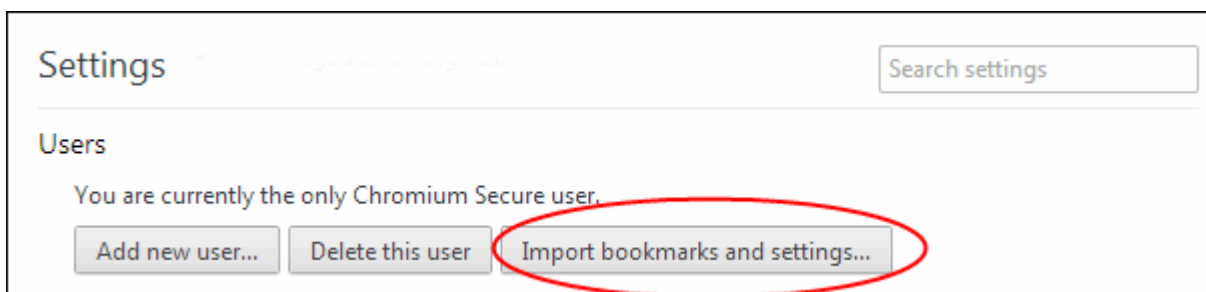 Settings
Search settings
Users
You are currently the only Chromium Secure user.
Add new user... Delete this user Import bookmarks and settings...